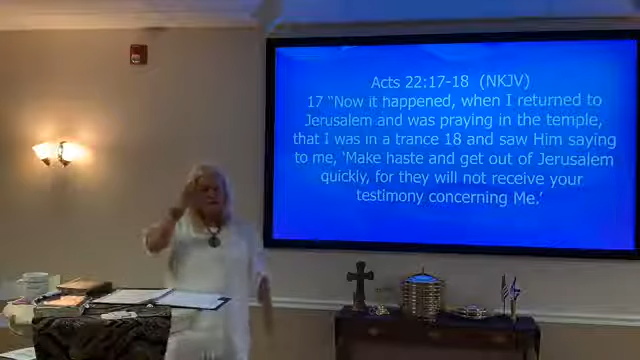 Acts 22:17-18 (NKJV)
17 “Now it happened, when I returned to
Jerusalem and was praying in the temple,
that I was in a trance 18 and saw Him saying
to me, ‘Make haste and get out of Jerusalem
quickly, for they will not receive your
testimony concerning Me.’